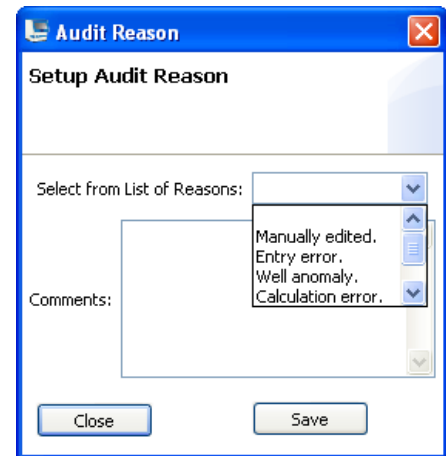 Audit Reason
Setup Audit Reason
Select from List of Reasons:
Manually edited.
Entry error.
Well anomaly.
Calculation error.
Comments:
Close
Save